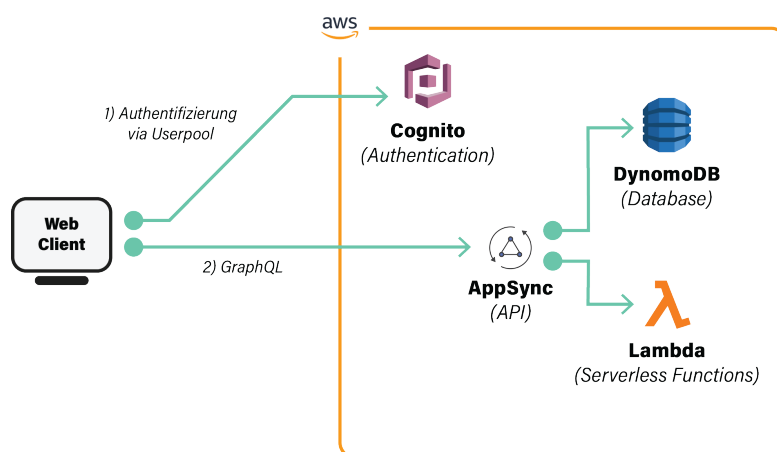 aws
1) Authentifizierung
via Userpool
Cognito
(Authentication)
DynomoDB
(Database)
Web
Client
2) GraphQL
AppSync
(API)
Lambda
(Serverless Functions)